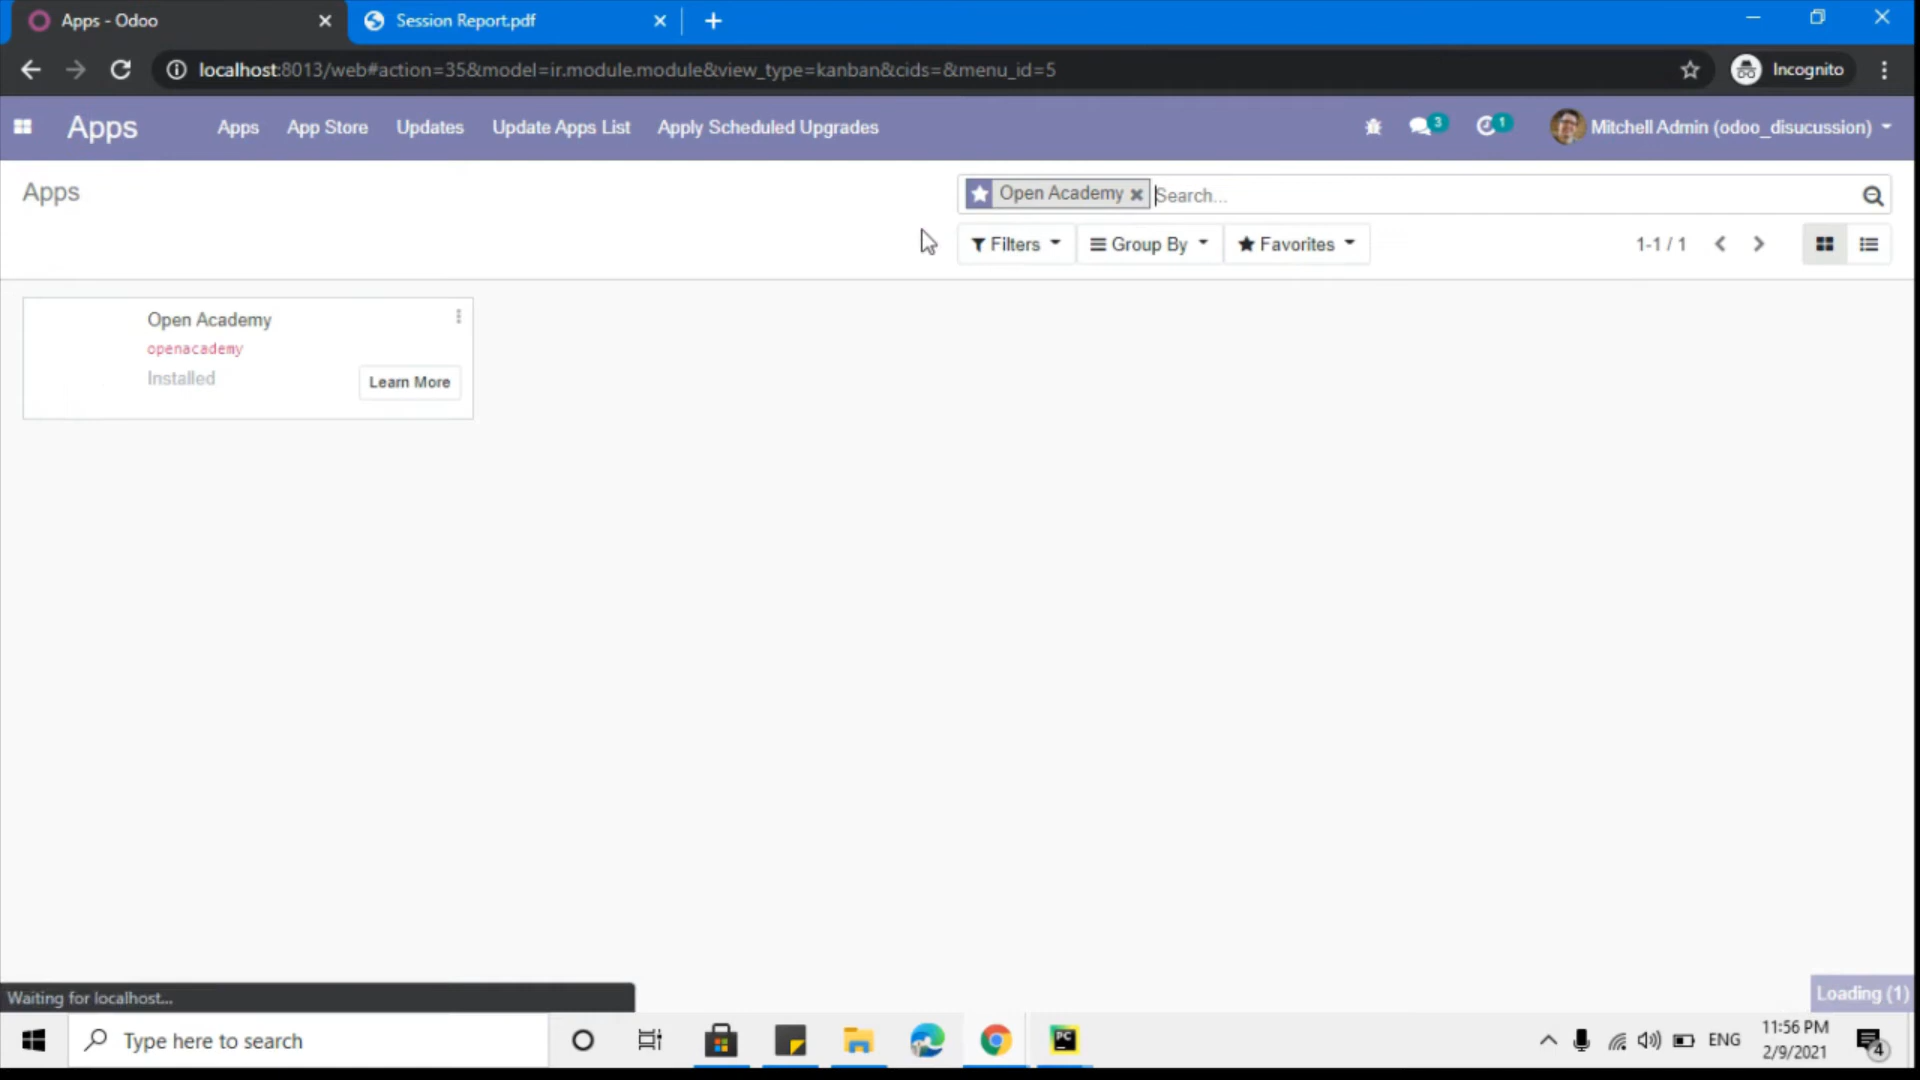 Apps - Odoo
Session Report.pdf
localhost:8013/web#action=35&model=ir.module.module&view_type=kanban&cids=&menu_id=5
Incognito
Apps
Apps
App Store
Updates
Update Apps List
Apply Scheduled Upgrades
3
1
Mitchell Admin (odoo_disucussion)
Apps
Open Academy
Search...
Filters
Group By
Favorites
1-1 / 1
Open Academy
openacademy
Installed
Learn More
Waiting for localhost...
Loading (1)
Type here to search
PC
ENG
11:56 PM
2/9/2021
4